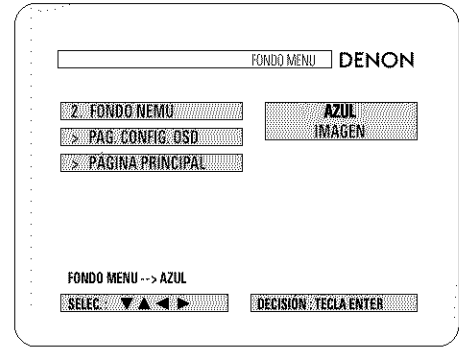 FONDO MENU DENON
2. FONDO NEMU
> PAG. CONFIG. OSD
> PÁGINA PRINCIPAL
AZUL
IMAGEN
FONDO MENU --> AZUL
SELEC.: ▼ ▲ ◀ ▶
DECISIÓN : TECLA ENTER